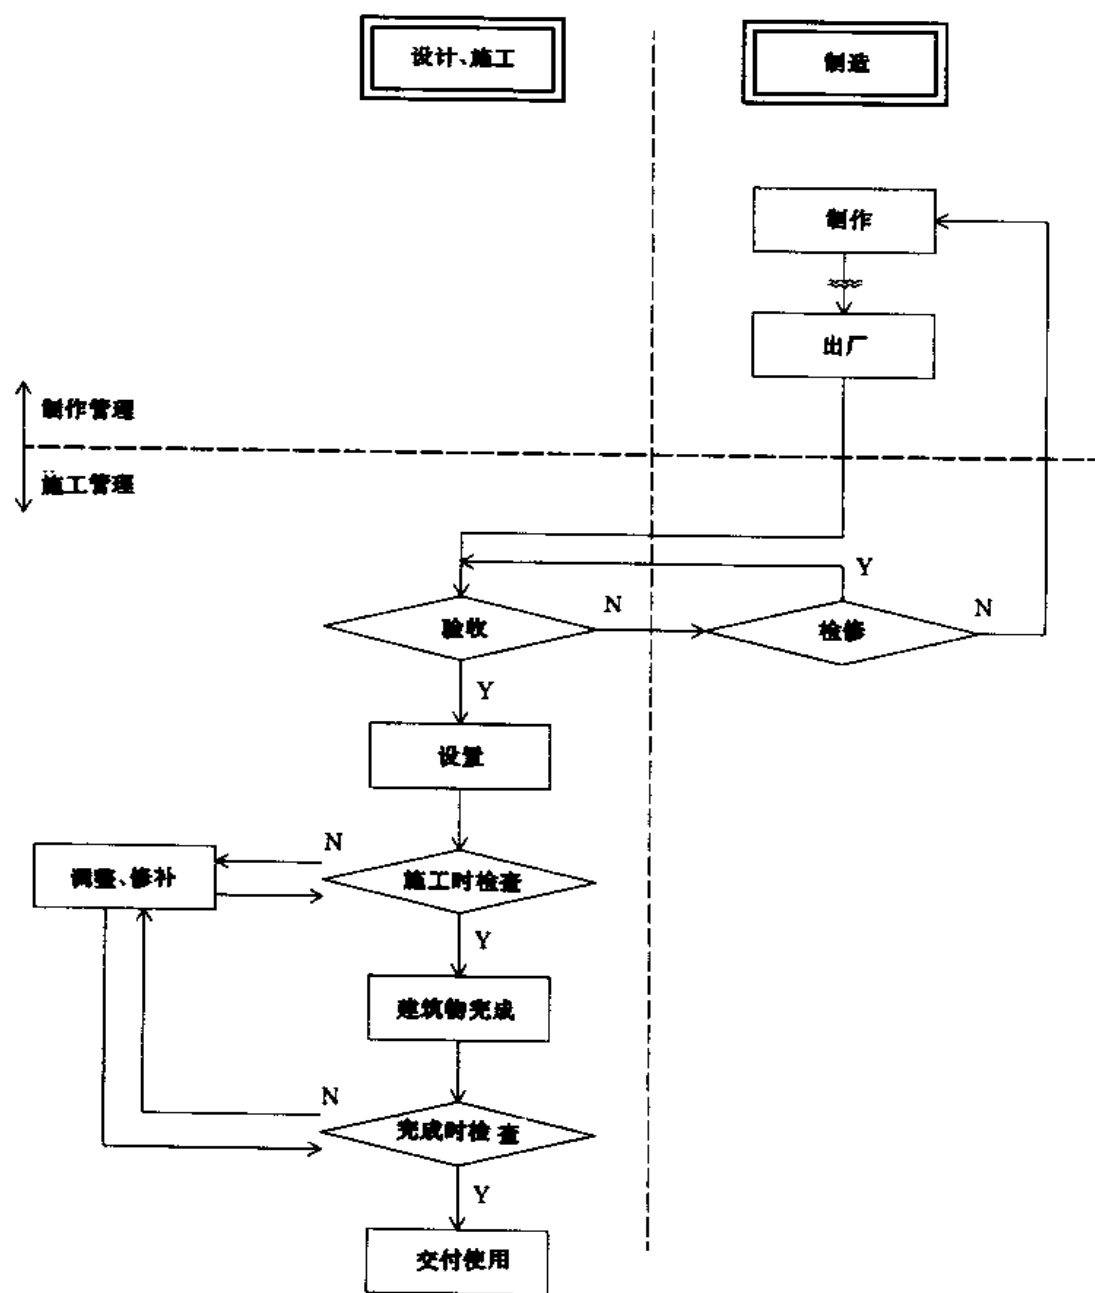 设计、施工
制造
制作
出厂
制作管理
施工管理
Y
验收
N
检修
N
Y
设置
N
调整、修补
施工时检查
Y
建筑物完成
N
完成时检查
Y
交付使用